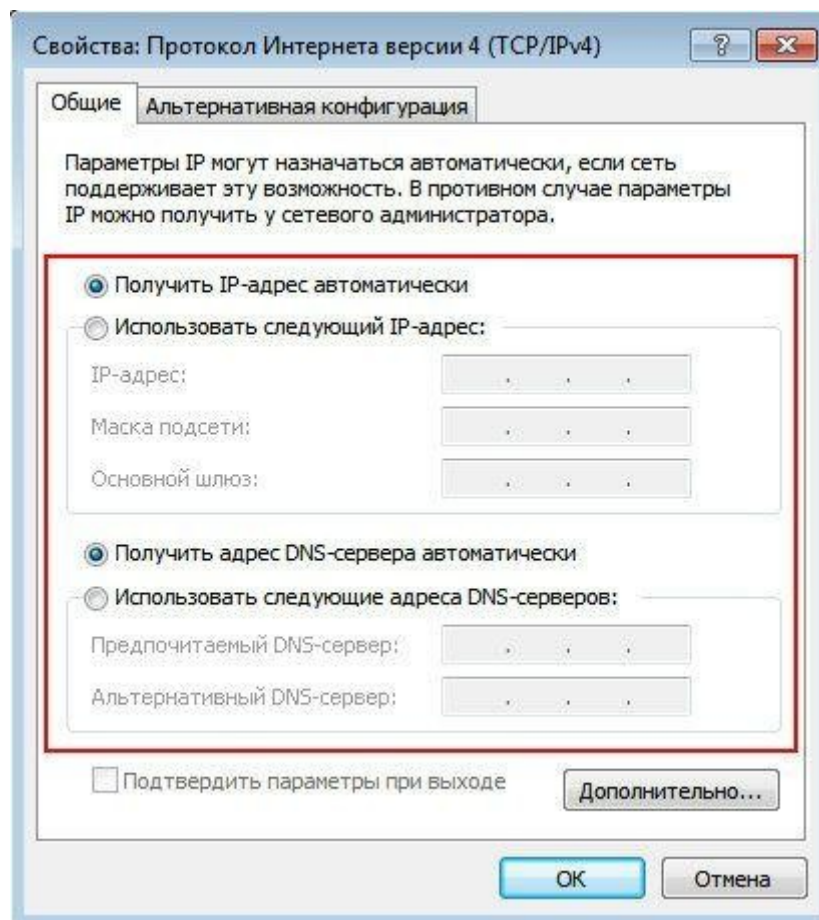 Свойства: Протокол Интернета версии 4 (TCP/IPv4)
Общие
Альтернативная конфигурация
Параметры IP могут назначаться автоматически, если сеть
поддерживает эту возможность. В противном случае параметры
IP можно получить у сетевого администратора.
Получить IP-адрес автоматически
Использовать следующий IP-адрес:
IP-адрес:
Маска подсети:
Основной шлюз:
Получить адрес DNS-сервера автоматически
Использовать следующие адреса DNS-серверов:
Предпочитаемый DNS-сервер:
Альтернативный DNS-сервер:
Подтвердить параметры при выходе
Дополнительно...
ОК
Отмена